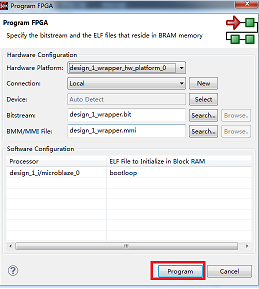 Program FPGA
Program FPGA
Specify the bitstream and the ELF files that reside in BRAM memory
Hardware Configuration
Hardware Platform: design_1_wrapper_hw_platform_0
Connection: Local New
Device: Auto Detect Select
Bitstream: design_1_wrapper.bit Search... Browse...
BMM/MMI File: design_1_wrapper.mmi Search... Browse...
Software Configuration
Processor ELF File to Initialize in Block RAM
design_1_i/microblaze_0 bootloop
? Program Cancel